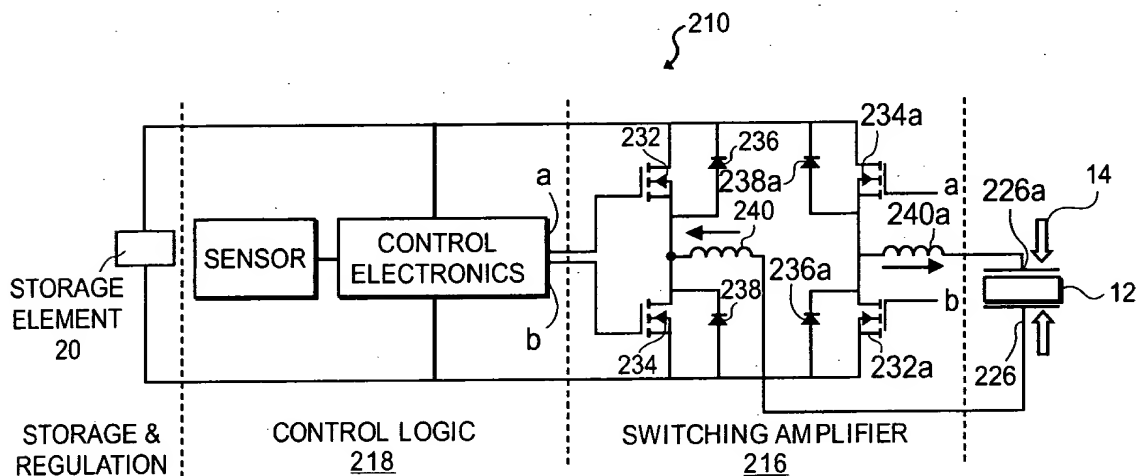 210
232
236
234a
238a
a
a
226a
14
240
240a
SENSOR
CONTROL
ELECTRONICS
STORAGE
ELEMENT
20
b
238
236a
b
12
234
232a
226
STORAGE &
REGULATION
CONTROL LOGIC
218
SWITCHING AMPLIFIER
216